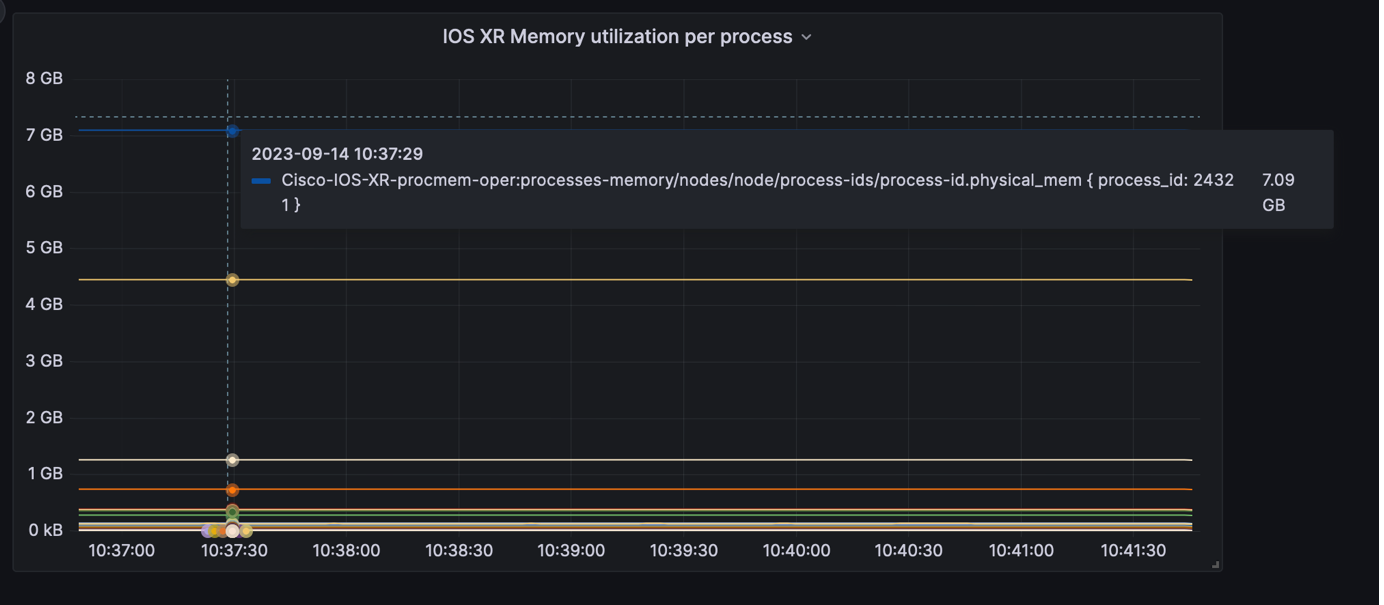 IOS XR Memory utilization per process
8 GB
7 GB
2023-09-14 10:37:29
Cisco-IOS-XR-procmem-oper:processes-memory/nodes/node/process-ids/process-id.physical_mem { process_id: 2432 7.09
1 } GB
6 GB
5 GB
4 GB
3 GB
2 GB
1 GB
0 kB
10:37:00 10:37:30 10:38:00 10:38:30 10:39:00 10:39:30 10:40:00 10:40:30 10:41:00 10:41:30